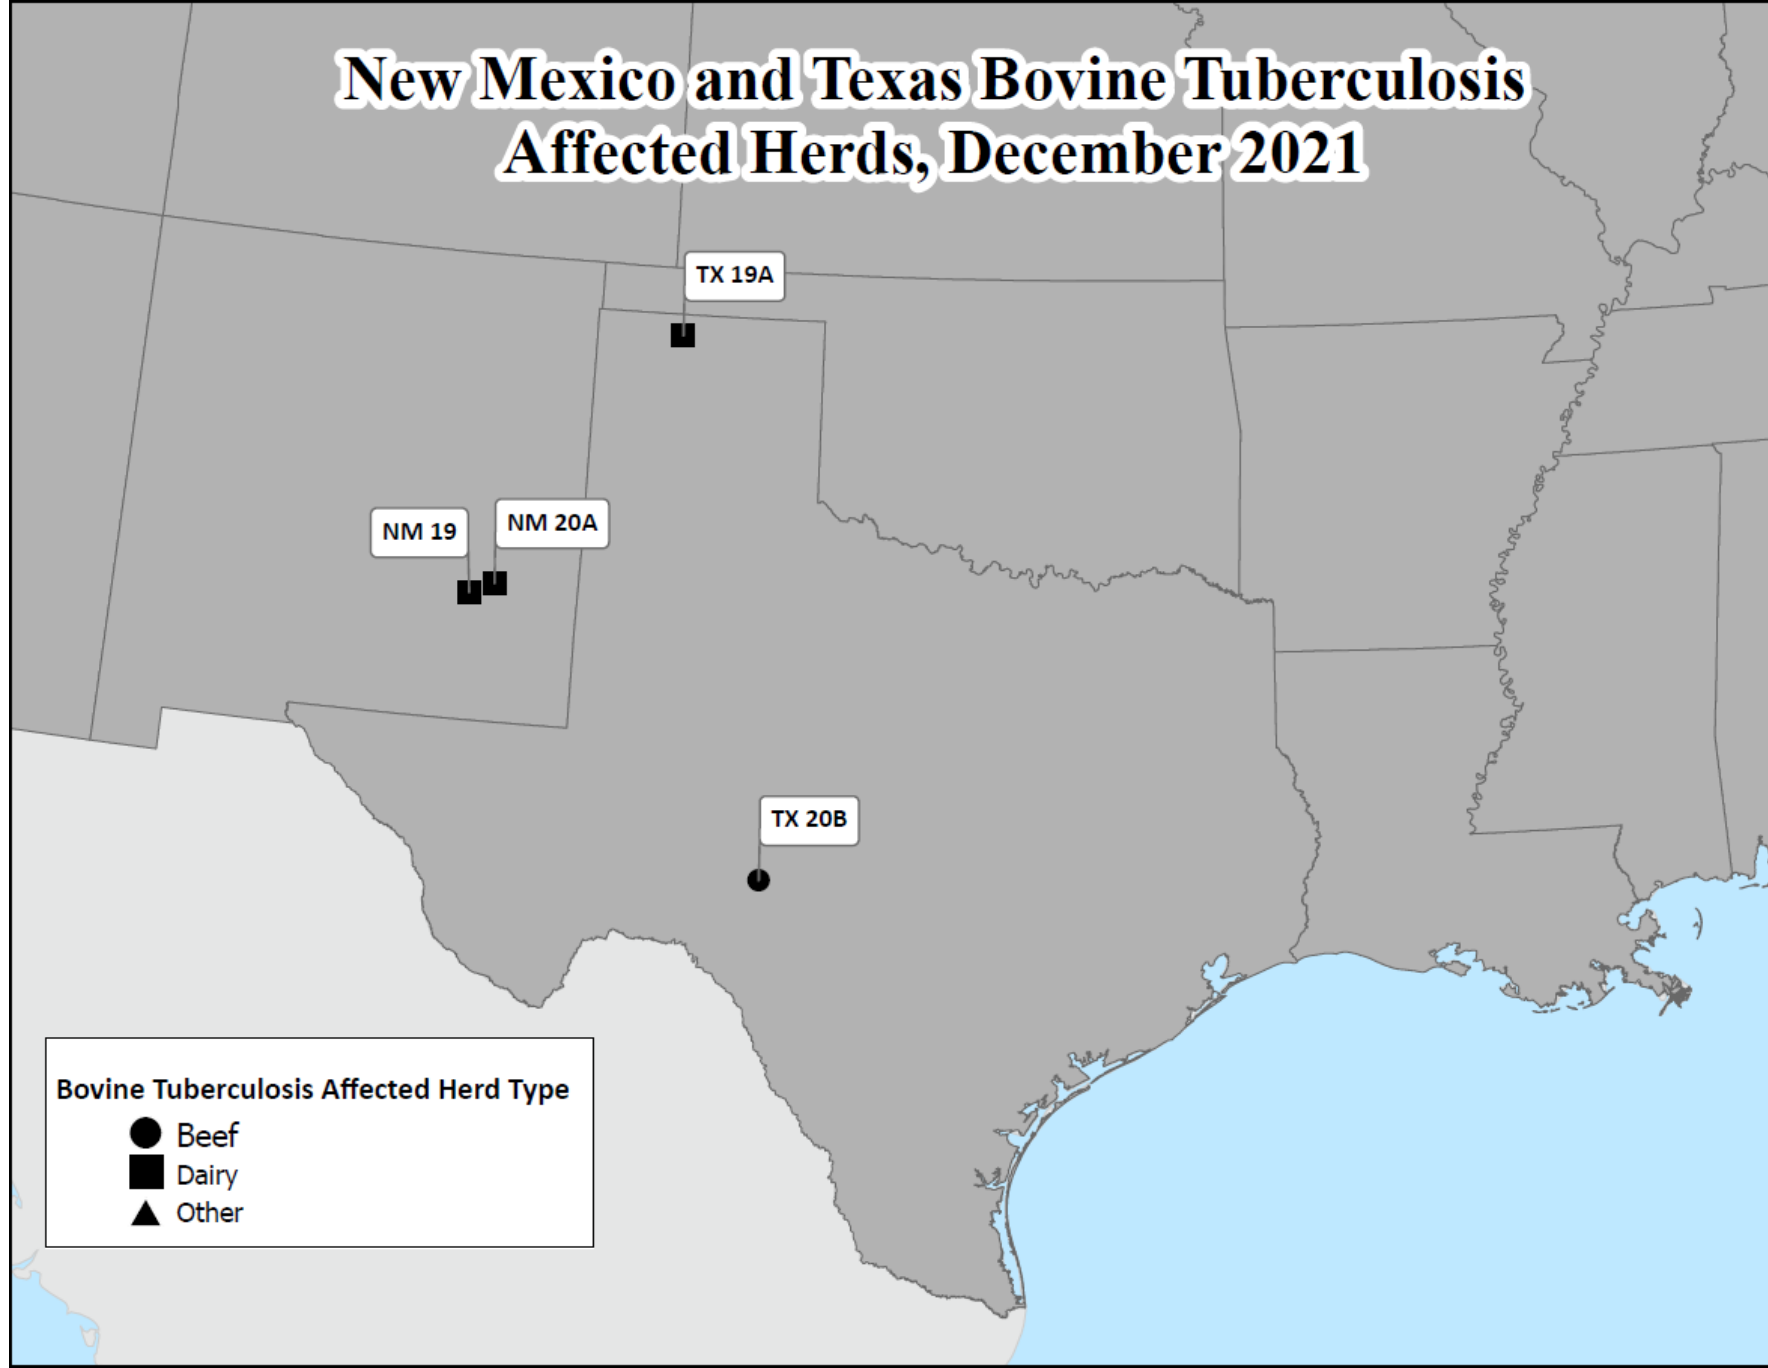 New Mexico and Texas Bovine Tuberculosis
Affected Herds, December 2021
TX 19A
NM 19
NM 20A
TX 20B
Bovine Tuberculosis Affected Herd Type
Beef
Dairy
Other